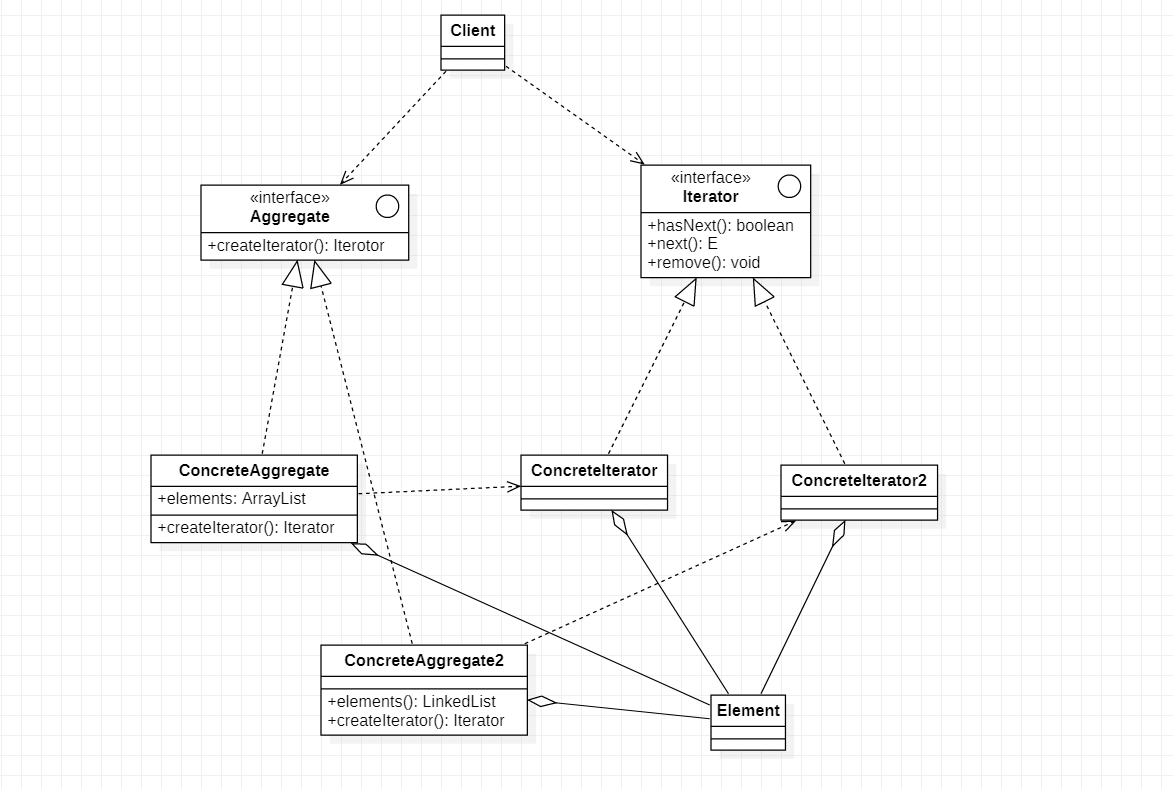 Client
«interface»
Aggregate
+createIterator(): Iterotor
«interface»
Iterator
+hasNext(): boolean
+next(): E
+remove(): void
ConcreteAggregate
+elements: ArrayList
+createIterator(): Iterator
ConcreteIterator
ConcreteIterator2
ConcreteAggregate2
+elements(): LinkedList
+createIterator(): Iterator
Element